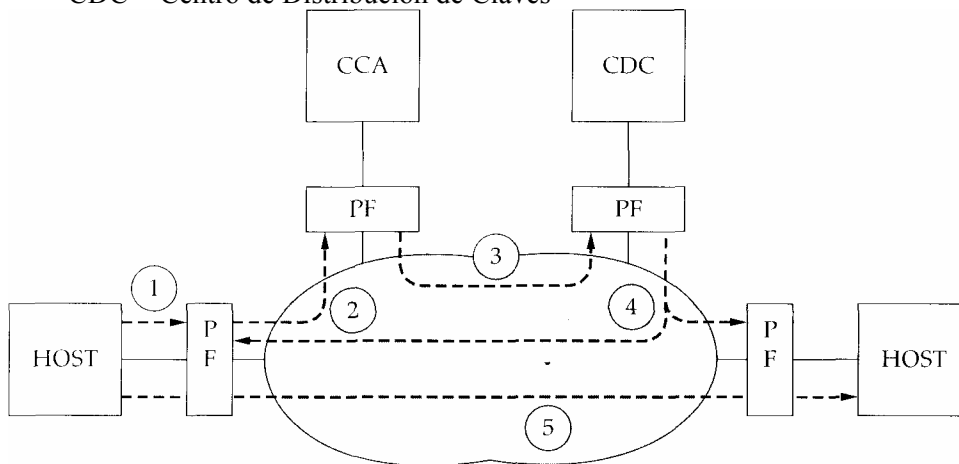 CDC = Centro de Distribución de Claves
CCA
CDC
PF
PF
3
1
2
4
HOST
P
F
P
F
HOST
5